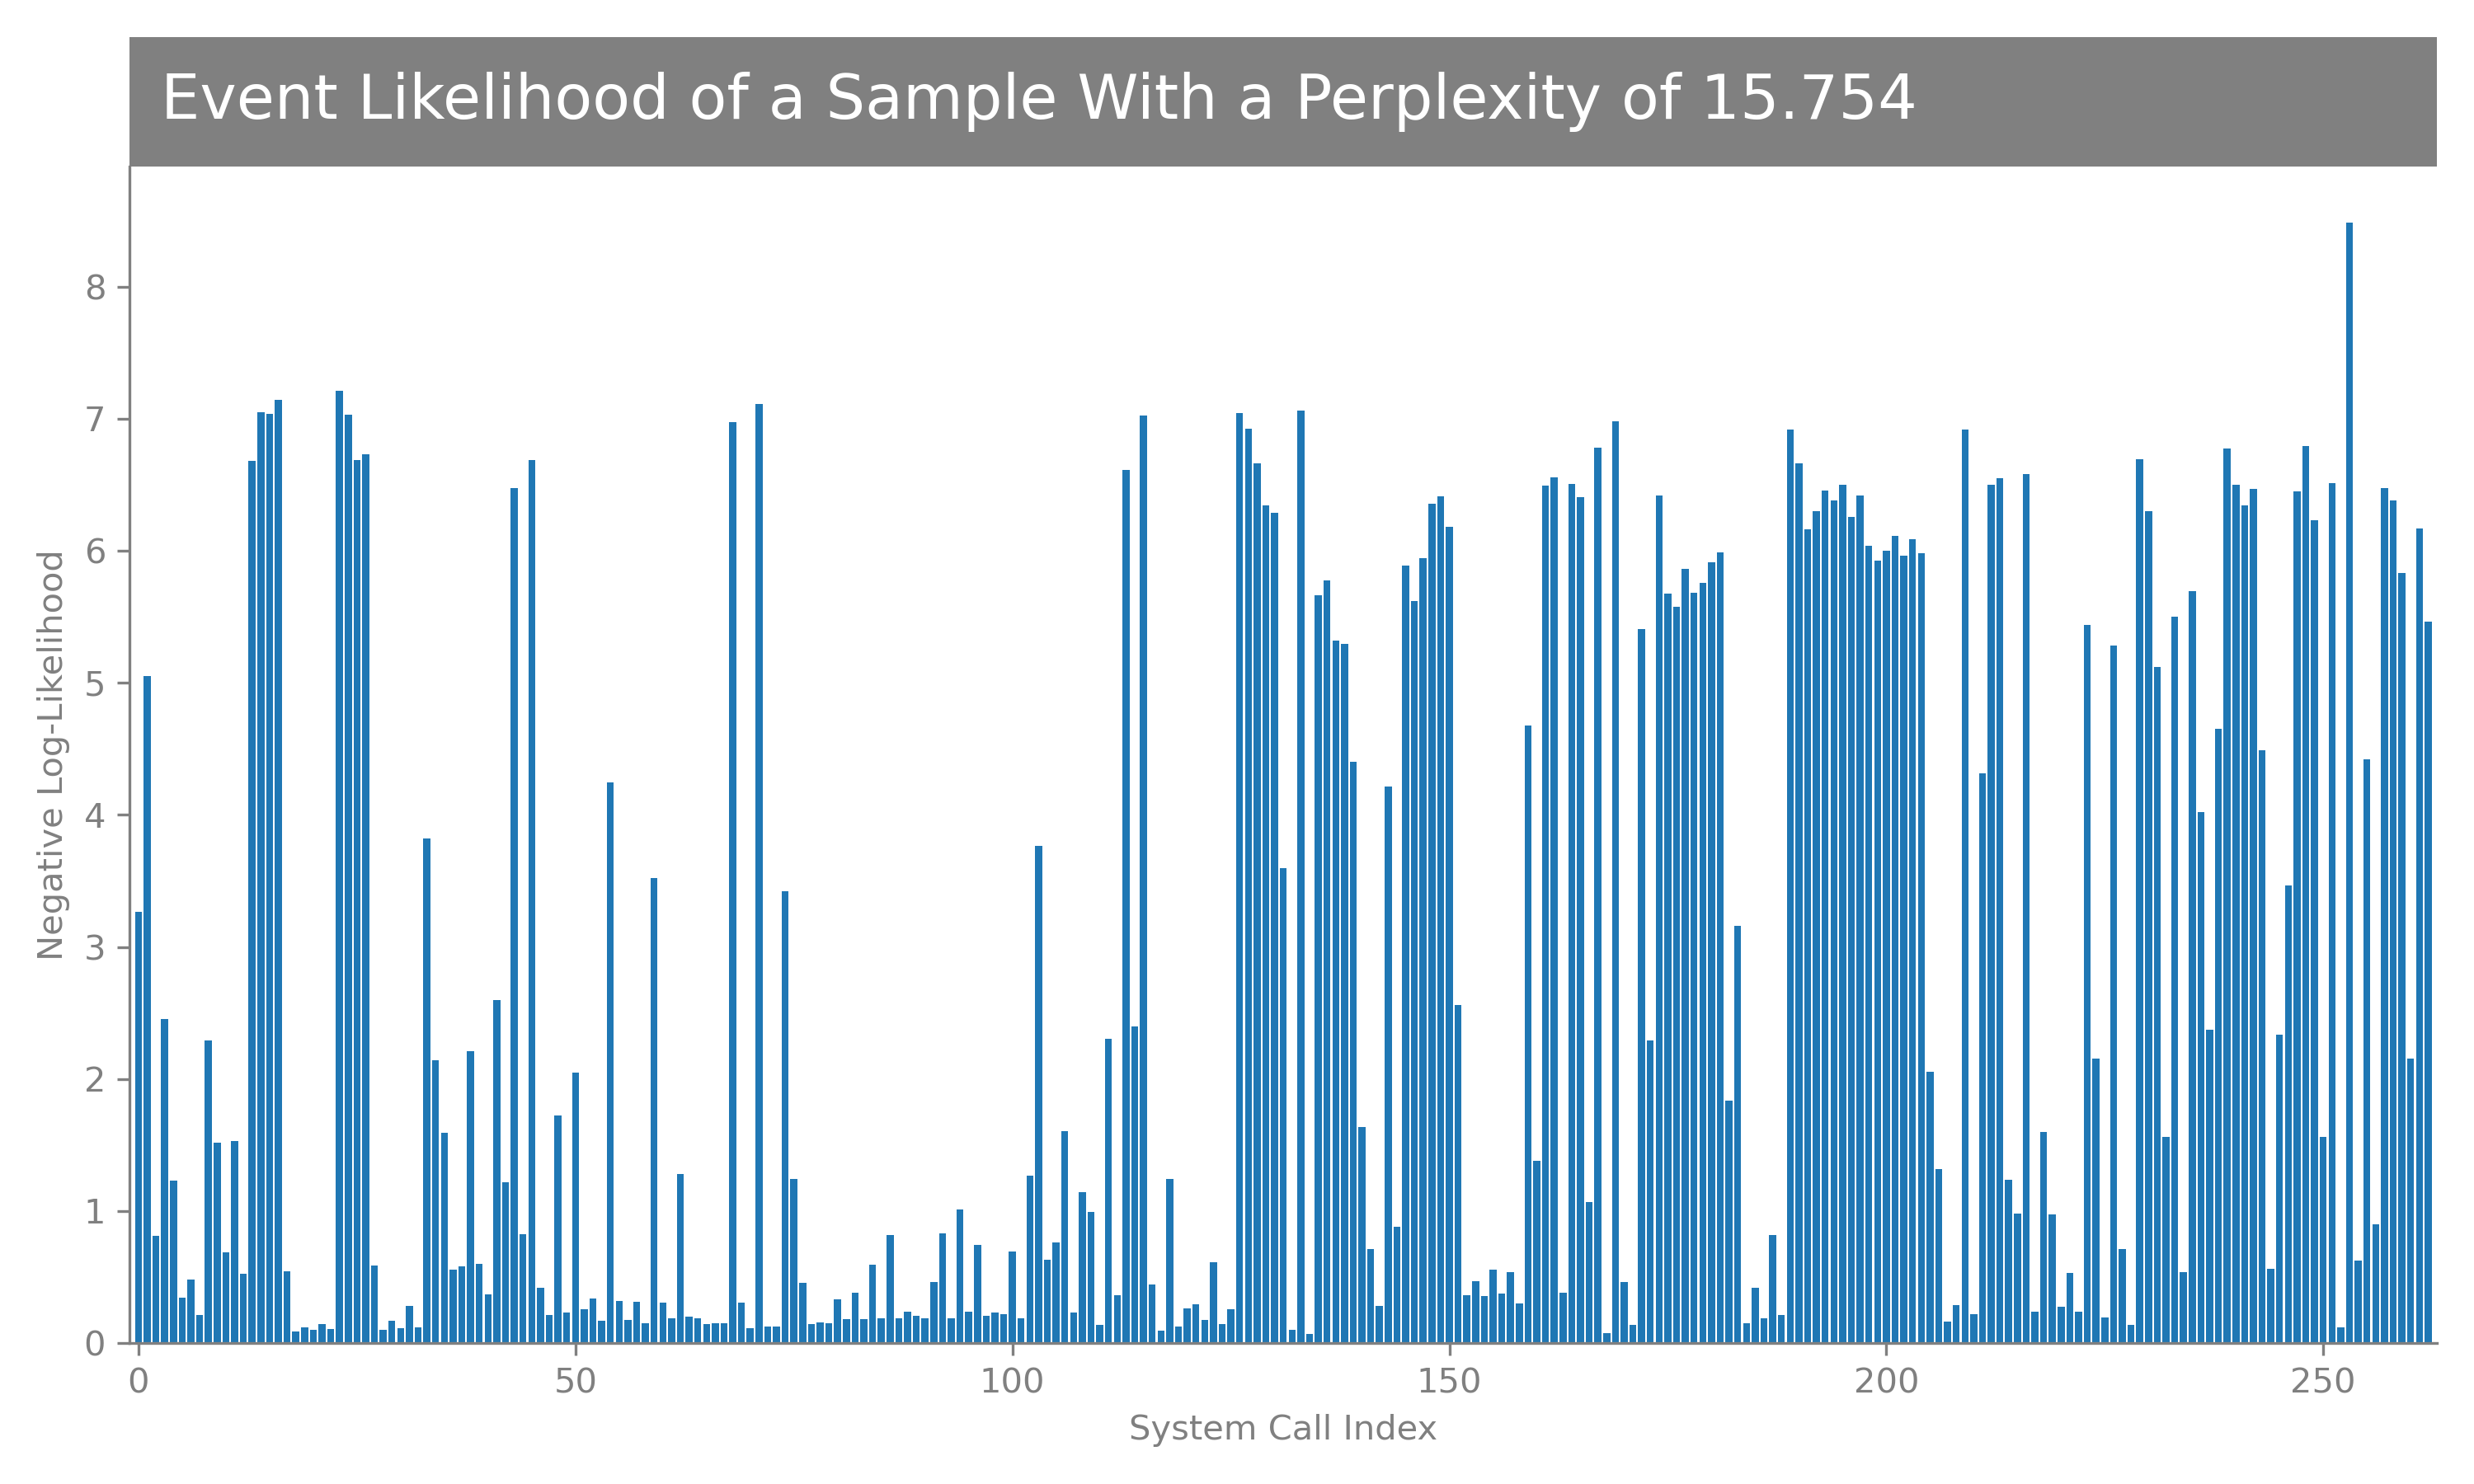 Event Likelihood of a Sample With a Perplexity of 15.754
8
7
6
5
4
3
2
1
0
Negative Log-Likelihood
0 50 100 150 200 250
System Call Index